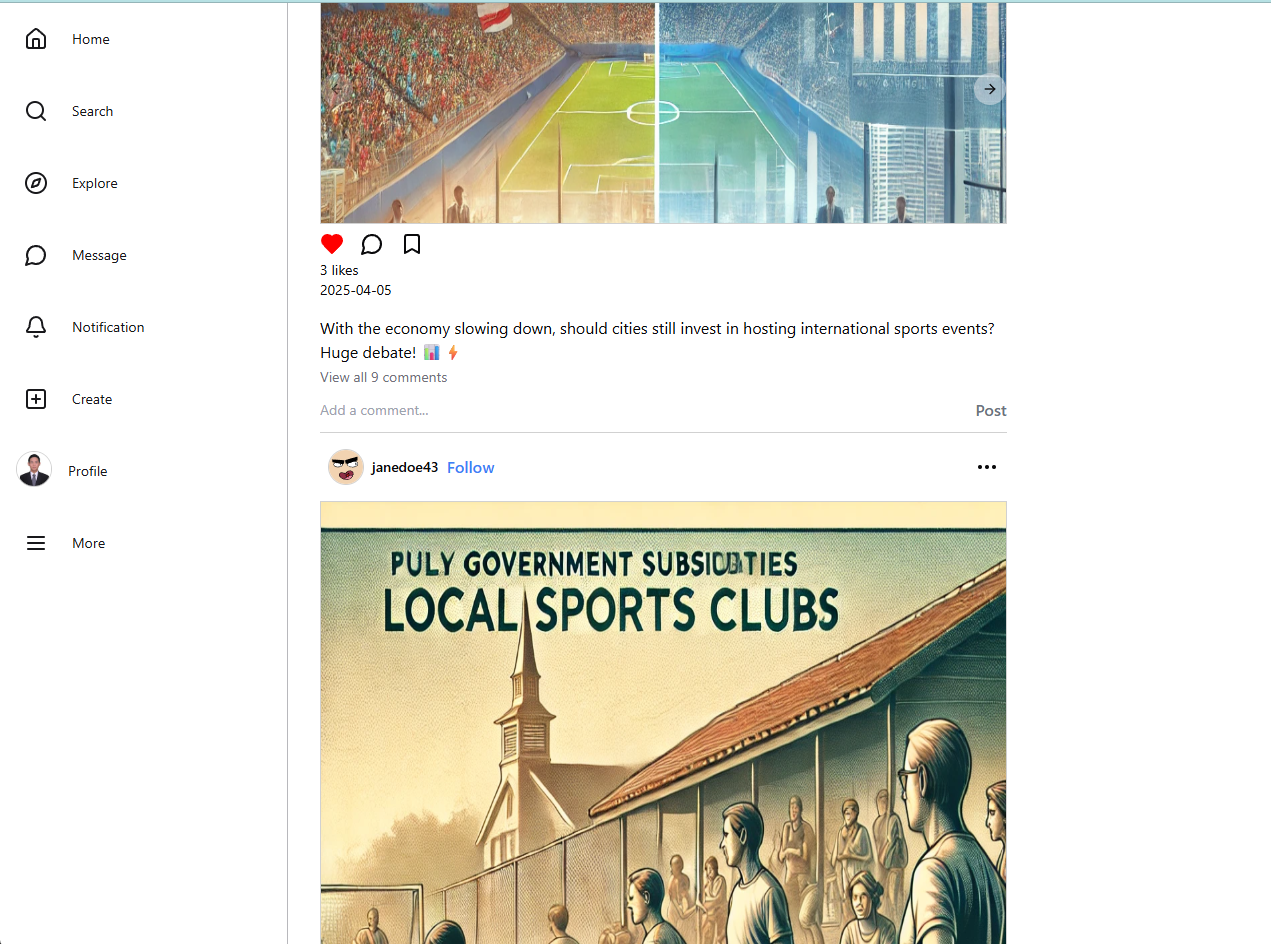 Home
Search
Explore
Message
Notification
Create
Profile
More
3 likes
2025-04-05
With the economy slowing down, should cities still invest in hosting international sports events?
Huge debate! 📊 ⚡
View all 9 comments
Add a comment...
Post
janedoe43 Follow
PULY GOVERNMENT
LOCAL SPORTS CLUBS